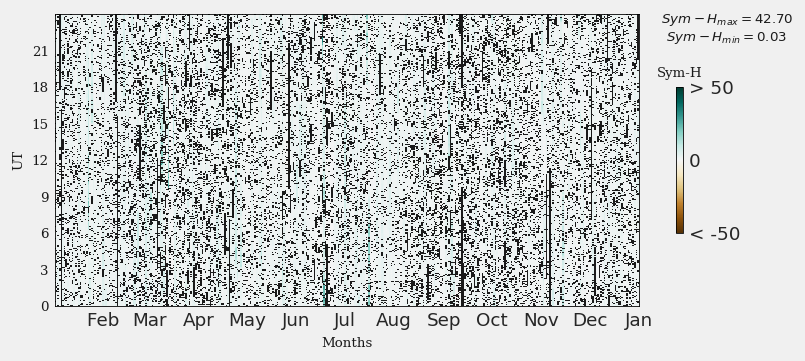 Sym − H_max = 42.70
Sym − H_min = 0.03
Sym-H
> 50
0
< -50
UT
21
18
15
12
9
6
3
0
Feb Mar Apr May Jun Jul Aug Sep Oct Nov Dec Jan
Months